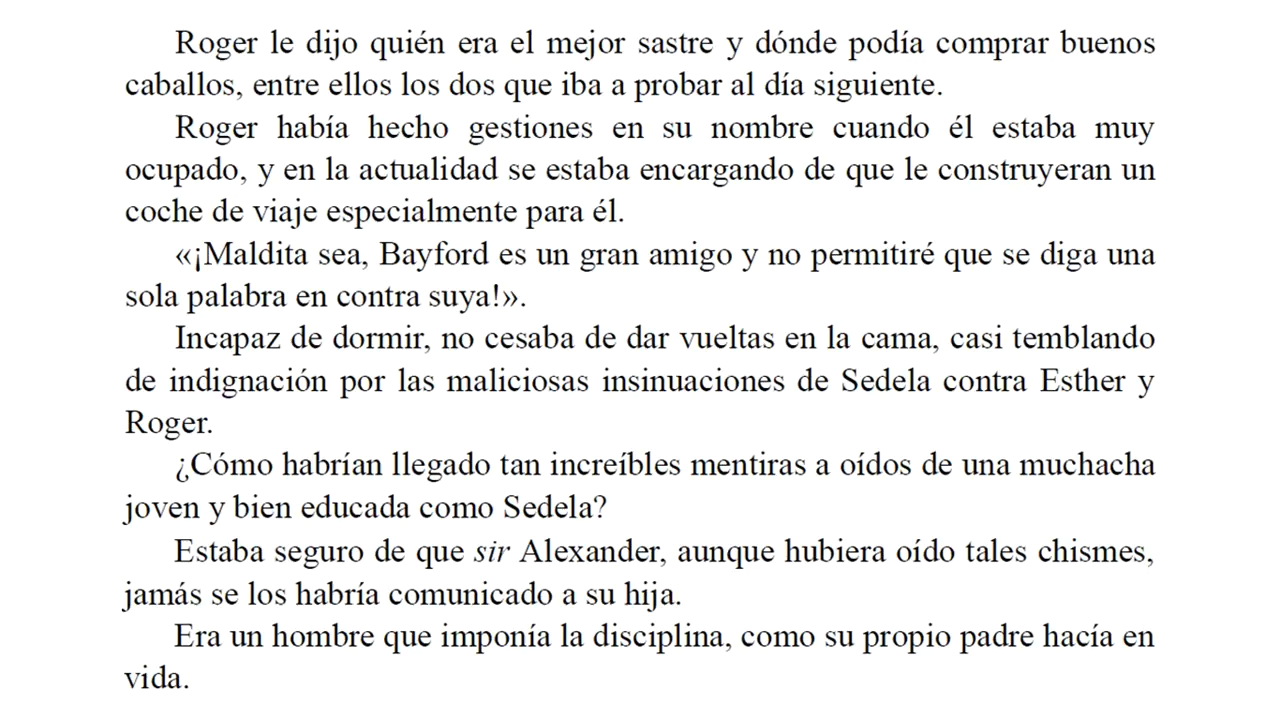 Roger le dijo quién era el mejor sastre y dónde podía comprar buenos
caballos, entre ellos los dos que iba a probar al día siguiente.
Roger había hecho gestiones en su nombre cuando él estaba muy
ocupado, y en la actualidad se estaba encargando de que le construyeran un
coche de viaje especialmente para él.
«¡Maldita sea, Bayford es un gran amigo y no permitiré que se diga una
sola palabra en contra suya!».
Incapaz de dormir, no cesaba de dar vueltas en la cama, casi temblando
de indignación por las maliciosas insinuaciones de Sedela contra Esther y
Roger.
¿Cómo habrían llegado tan increíbles mentiras a oídos de una muchacha
joven y bien educada como Sedela?
Estaba seguro de que sir Alexander, aunque hubiera oído tales chismes,
jamás se los habría comunicado a su hija.
Era un hombre que imponía la disciplina, como su propio padre hacía en
vida.